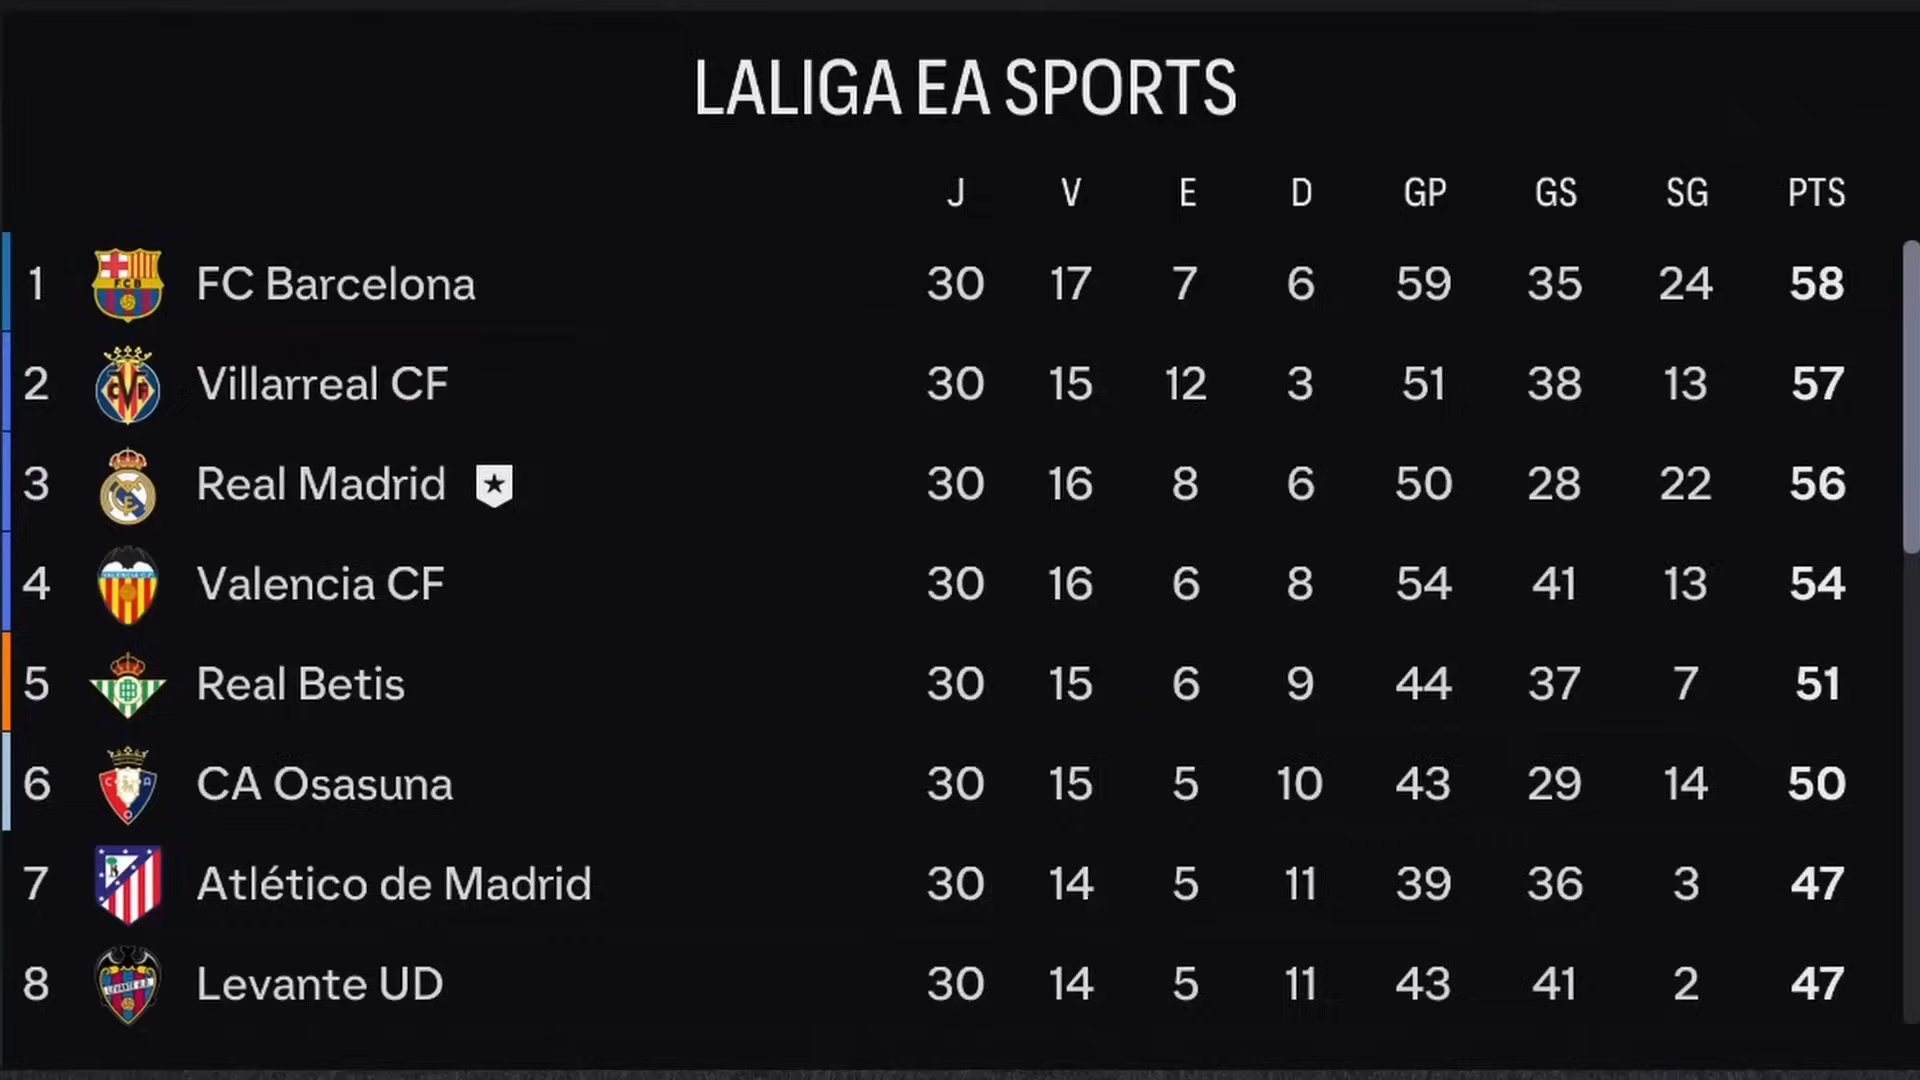 LALIGA EA SPORTS
J V E D GP GS SG PTS
1 FCB FC Barcelona 30 17 7 6 59 35 24 58
2 CVF Villarreal CF 30 15 12 3 51 38 13 57
3 Real Madrid 30 16 8 6 50 28 22 56
4 Valencia CF 30 16 6 8 54 41 13 54
5 Real Betis 30 15 6 9 44 37 7 51
6 CA Osasuna 30 15 5 10 43 29 14 50
7 Atlético de Madrid 30 14 5 11 39 36 3 47
8 LEVANTE U.D. Levante UD 30 14 5 11 43 41 2 47